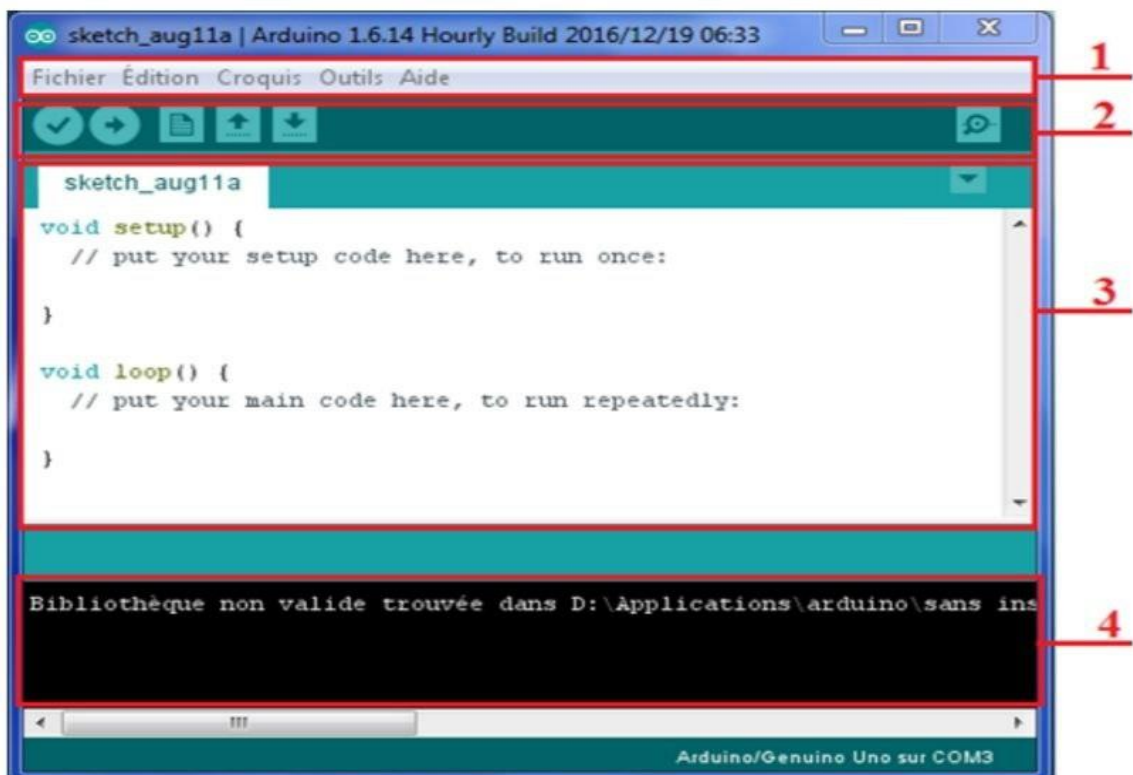 sketch_aug11a | Arduino 1.6.14 Hourly Build 2016/12/19 06:33
Fichier Édition Croquis Outils Aide
1
2
sketch_aug11a
void setup() {
// put your setup code here, to run once:
}
3
void loop() {
// put your main code here, to run repeatedly:
}
Bibliothèque non valide trouvée dans D:\Applications\arduino\sans ins
4
Arduino/Genuino Uno sur COM3